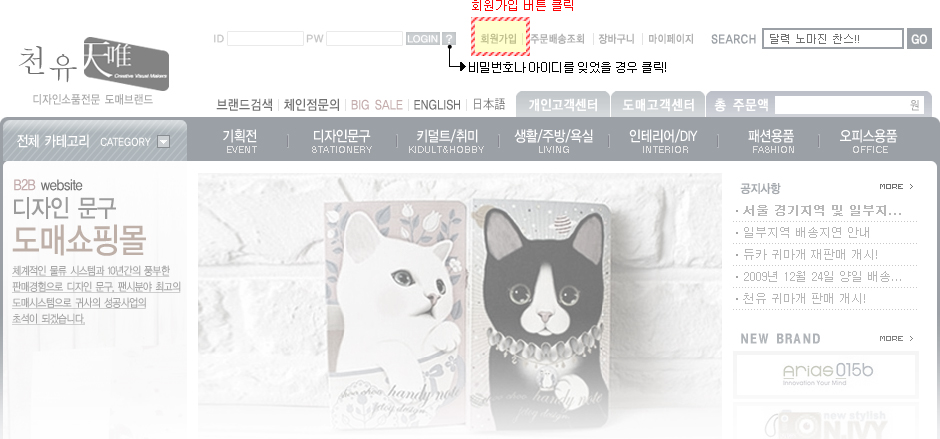 회원가입 버튼 클릭
ID PW LOGIN ? 회원가입 주문배송조회 장바구니 마이페이지 SEARCH 달력 노마진 찬스!! GO
천유 天唯
Creative Visual Makers
비밀번호나 아이디를 잊었을 경우 클릭!
디자인소품전문 도매브랜드
브랜드검색 체인점문의 BIG SALE ENGLISH 日本語 개인고객센터 도매고객센터 총 주문액 원
전체 카테고리 CATEGORY
기획전 디자인문구 키덜트/취미 생활/주방/욕실 인테리어/DIY 패션용품 오피스용품
EVENT STATIONERY KIDULT&HOBBY LIVING INTERIOR FASHION OFFICE
B2B website
디자인 문구
도매쇼핑몰
체계적인 물류 시스템과 10년간의 풍부한
판매경험으로 디자인 문구, 팬시분야 최고의
도매시스템으로 귀사의 성공사업의
초석이 되겠습니다.
choo choo handy note
jetoy design
handy note
jetoy design
공지사항 MORE
서울 경기지역 및 일부지...
일부지역 배송지연 안내
듀카 귀마개 재판매 개시!
2009년 12월 24일 양일 배송...
천유 귀마개 판매 개시!
NEW BRAND MORE
Arias 015b
Innovation Your Mind
new stylish
ON.IVY